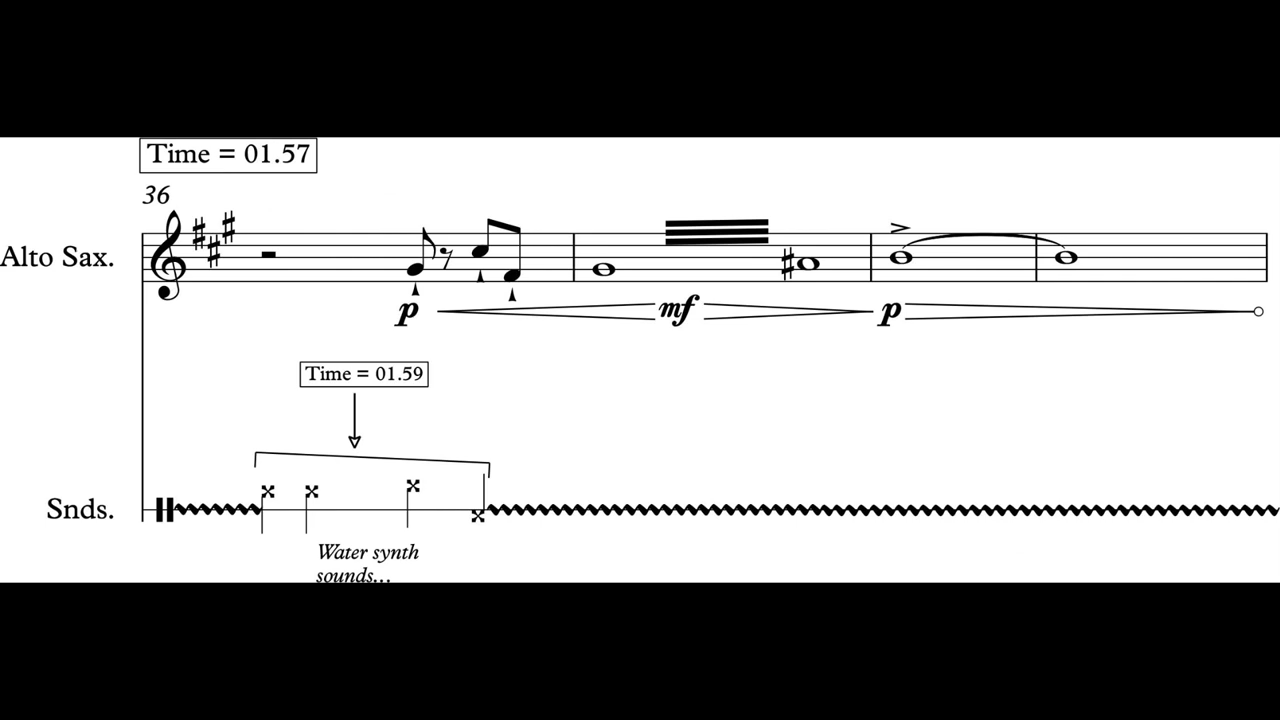 Time = 01.57
36
Alto Sax.
p mf p
Time = 01.59
Snds.
Water synth
sounds...